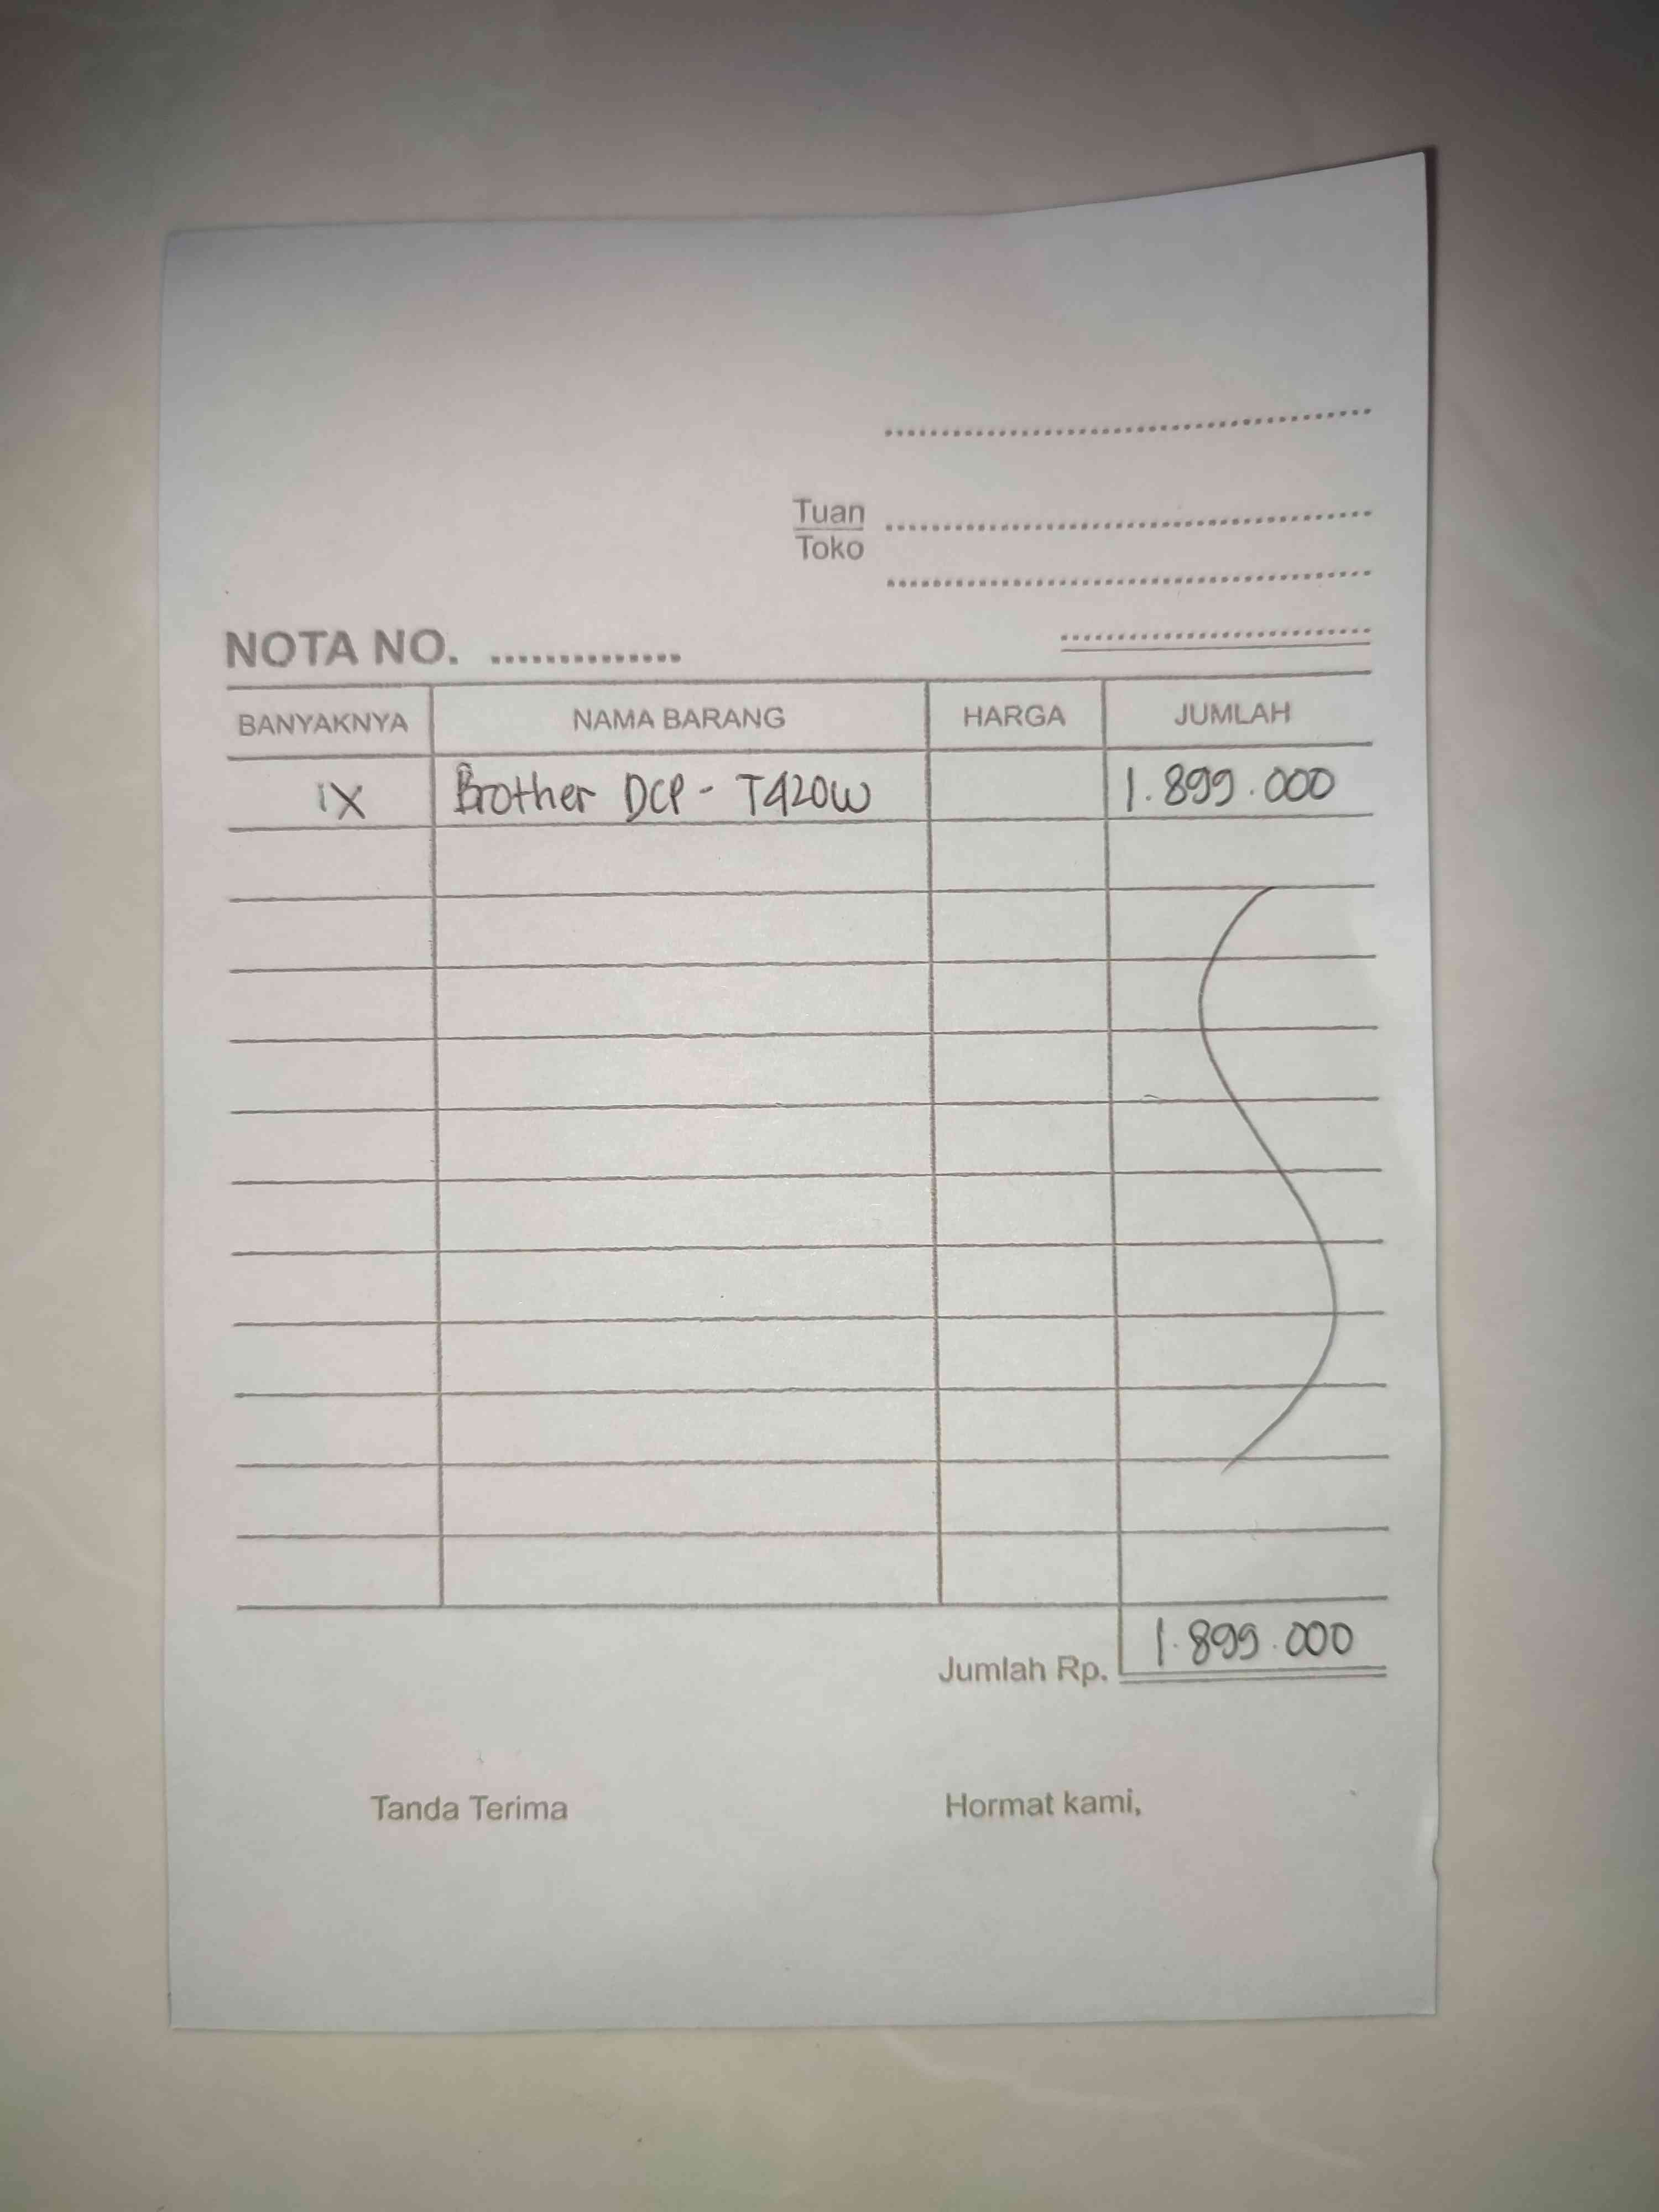 ........................................
Tuan ........................................
Toko
........................................
NOTA NO. .............. ............................
BANYAKNYA NAMA BARANG HARGA JUMLAH
1X Brother DCP - T420W 1.899.000
Jumlah Rp. 1.899.000
Tanda Terima Hormat kami,